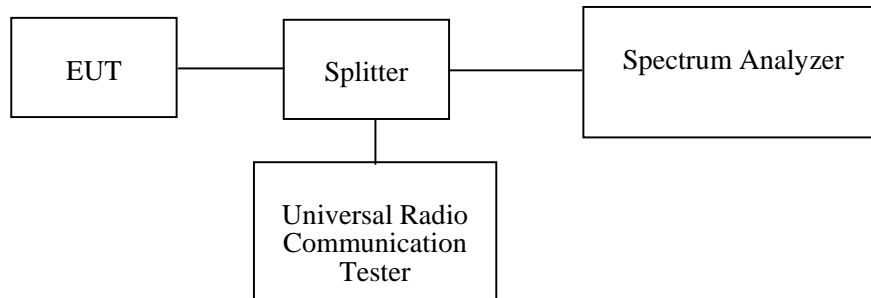 EUT
Splitter
Spectrum Analyzer
Universal Radio
Communication
Tester